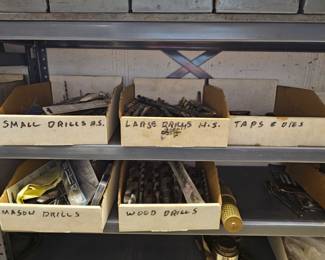 SMALL DRILLS H.S.
LARGE DRILLS H.S.
TAPS & DIES
MASON DRILLS
WOOD DRILLS